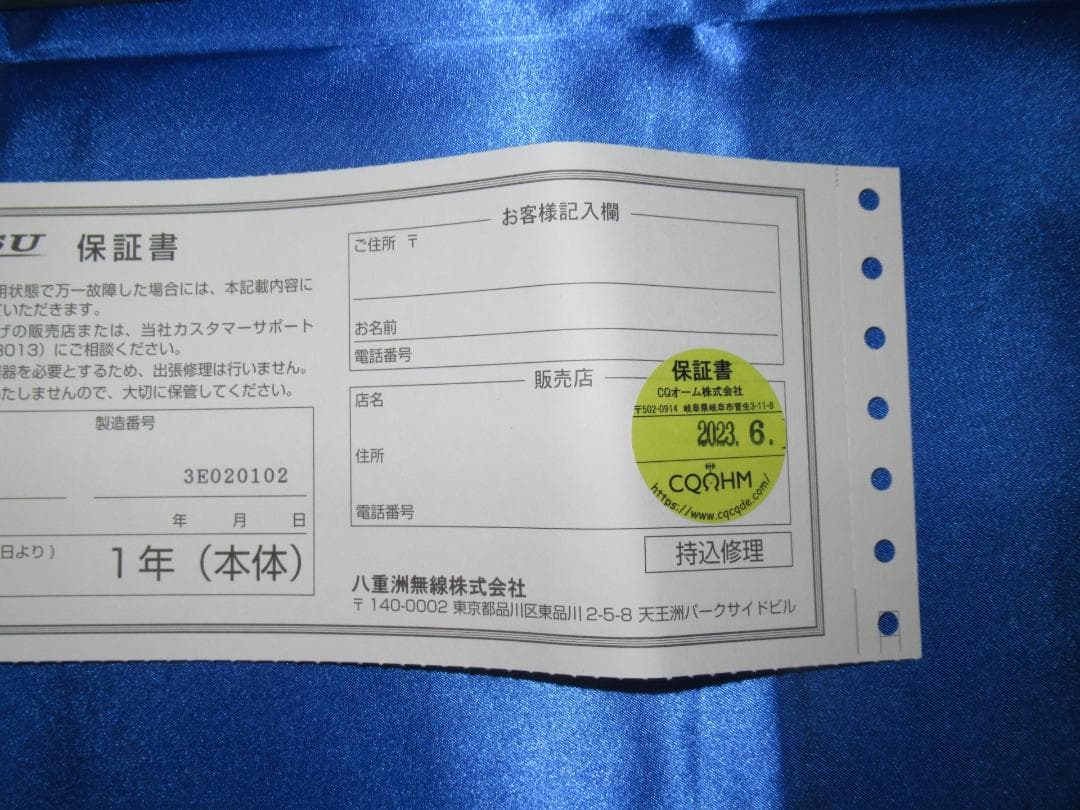 SU 保証書
用状態で万一故障した場合には、本記載内容に
ていただきます。
げの販売店または、当社カスタマーサポート
3013）にご相談ください。
器を必要とするため、出張修理は行いません。
たしませんので、大切に保管してください。
製造番号
3E020102
年 月 日
日より）
1年（本体）
お客様記入欄
ご住所 〒
お名前
電話番号
販売店
店名
住所
電話番号
保証書
CQオーム株式会社
〒502-0914 岐阜県岐阜市菅生3-11-8
2023. 6.
CQOHM
https://www.cqcqde.com/
持込修理
八重洲無線株式会社
〒140-0002 東京都品川区東品川2-5-8 天王洲パークサイドビル